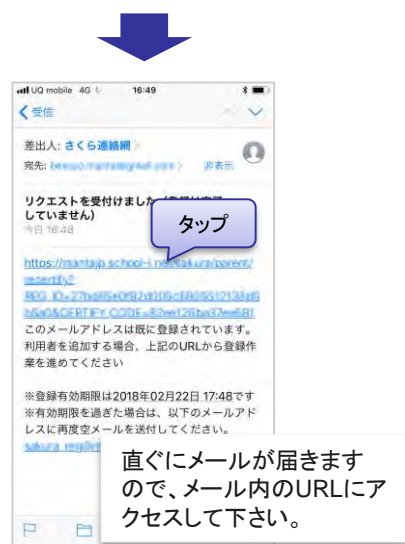 UQ mobile 4G 16:49
受信
差出人: さくら連絡網
宛先: 非表示
リクエストを受付けました
していません)
今日 16:48
タップ
このメールアドレスは既に登録されています。
利用者を追加する場合、上記のURLから登録作
業を進めてください
※登録有効期限は2018年02月22日 17:48です
※有効期限を過ぎた場合は、以下のメールアド
レスに再度空メールを送付してください。
直ぐにメールが届きます
ので、メール内のURLにア
クセスして下さい。